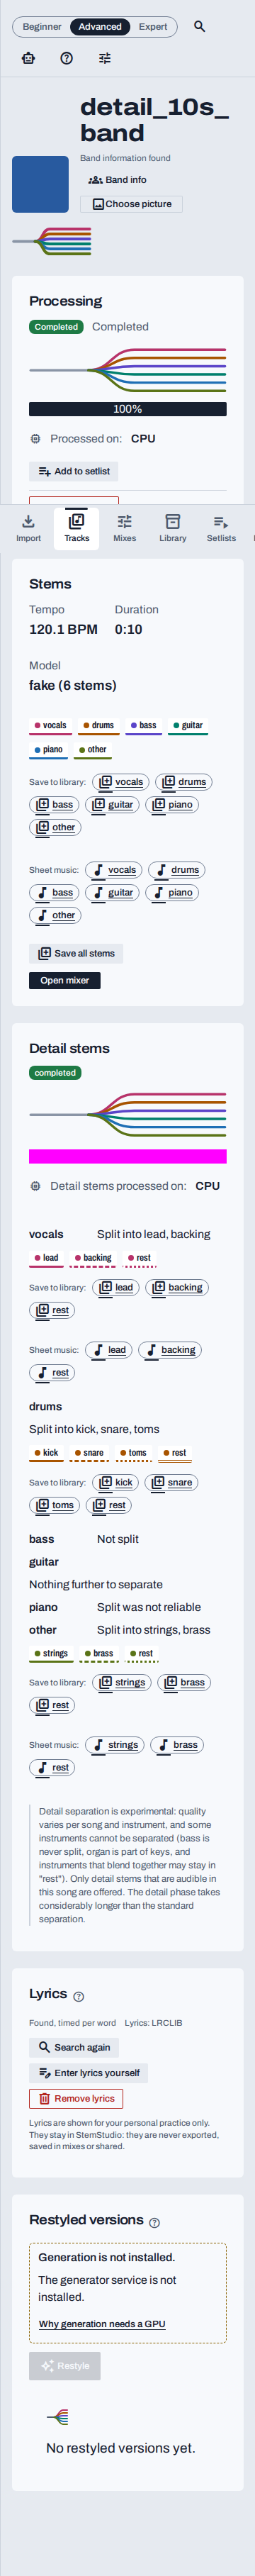 Beginner Advanced Expert
detail_10s_
band
Band information found
Band info
Choose picture
Processing
Completed Completed
100%
Processed on: CPU
Add to setlist
Import Tracks Mixes Library Setlists
Stems
Tempo Duration
120.1 BPM 0:10
Model
fake (6 stems)
vocals drums bass guitar
piano other
Save to library: vocals drums
bass guitar piano
other
Sheet music: vocals drums
bass guitar piano
other
Save all stems
Open mixer
Detail stems
completed
Detail stems processed on: CPU
vocals Split into lead, backing
lead backing rest
Save to library: lead backing
rest
Sheet music: lead backing
rest
drums
Split into kick, snare, toms
kick snare toms rest
Save to library: kick snare
toms rest
bass Not split
guitar
Nothing further to separate
piano Split was not reliable
other Split into strings, brass
strings brass rest
Save to library: strings brass
rest
Sheet music: strings brass
rest
Detail separation is experimental: quality
varies per song and instrument, and some
instruments cannot be separated (bass is
never split, organ is part of keys, and
instruments that blend together may stay in
"rest"). Only detail stems that are audible in
this song are offered. The detail phase takes
considerably longer than the standard
separation.
Lyrics
Found, timed per word Lyrics: LRCLIB
Search again
Enter lyrics yourself
Remove lyrics
Lyrics are shown for your personal practice only.
They stay in StemStudio: they are never exported,
saved in mixes or shared.
Restyled versions
Generation is not installed.
The generator service is not
installed.
Why generation needs a GPU
Restyle
No restyled versions yet.